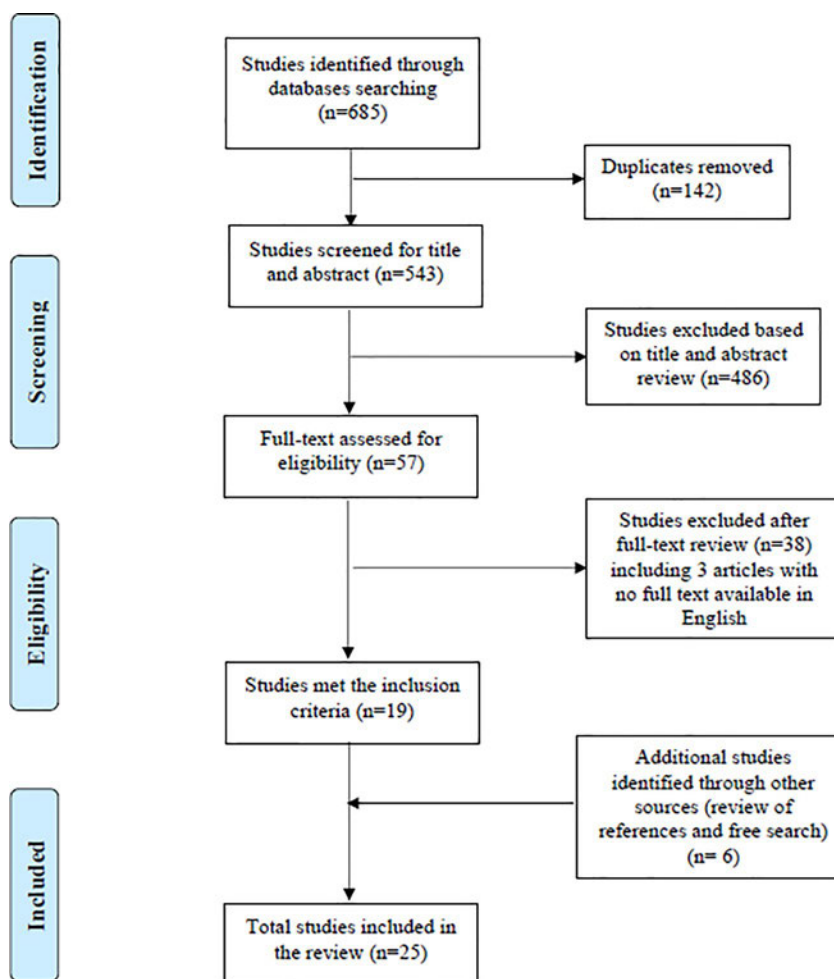 Identification
Studies identified through
databases searching
(n=685)
Duplicates removed
(n=142)
Studies screened for title
and abstract (n=543)
Screening
Studies excluded based
on title and abstract
review (n=486)
Full-text assessed for
eligibility (n=57)
Eligibility
Studies excluded after
full-text review (n=38)
including 3 articles with
no full text available in
English
Studies met the inclusion
criteria (n=19)
Included
Additional studies
identified through other
sources (review of
references and free search)
(n= 6)
Total studies included in
the review (n=25)